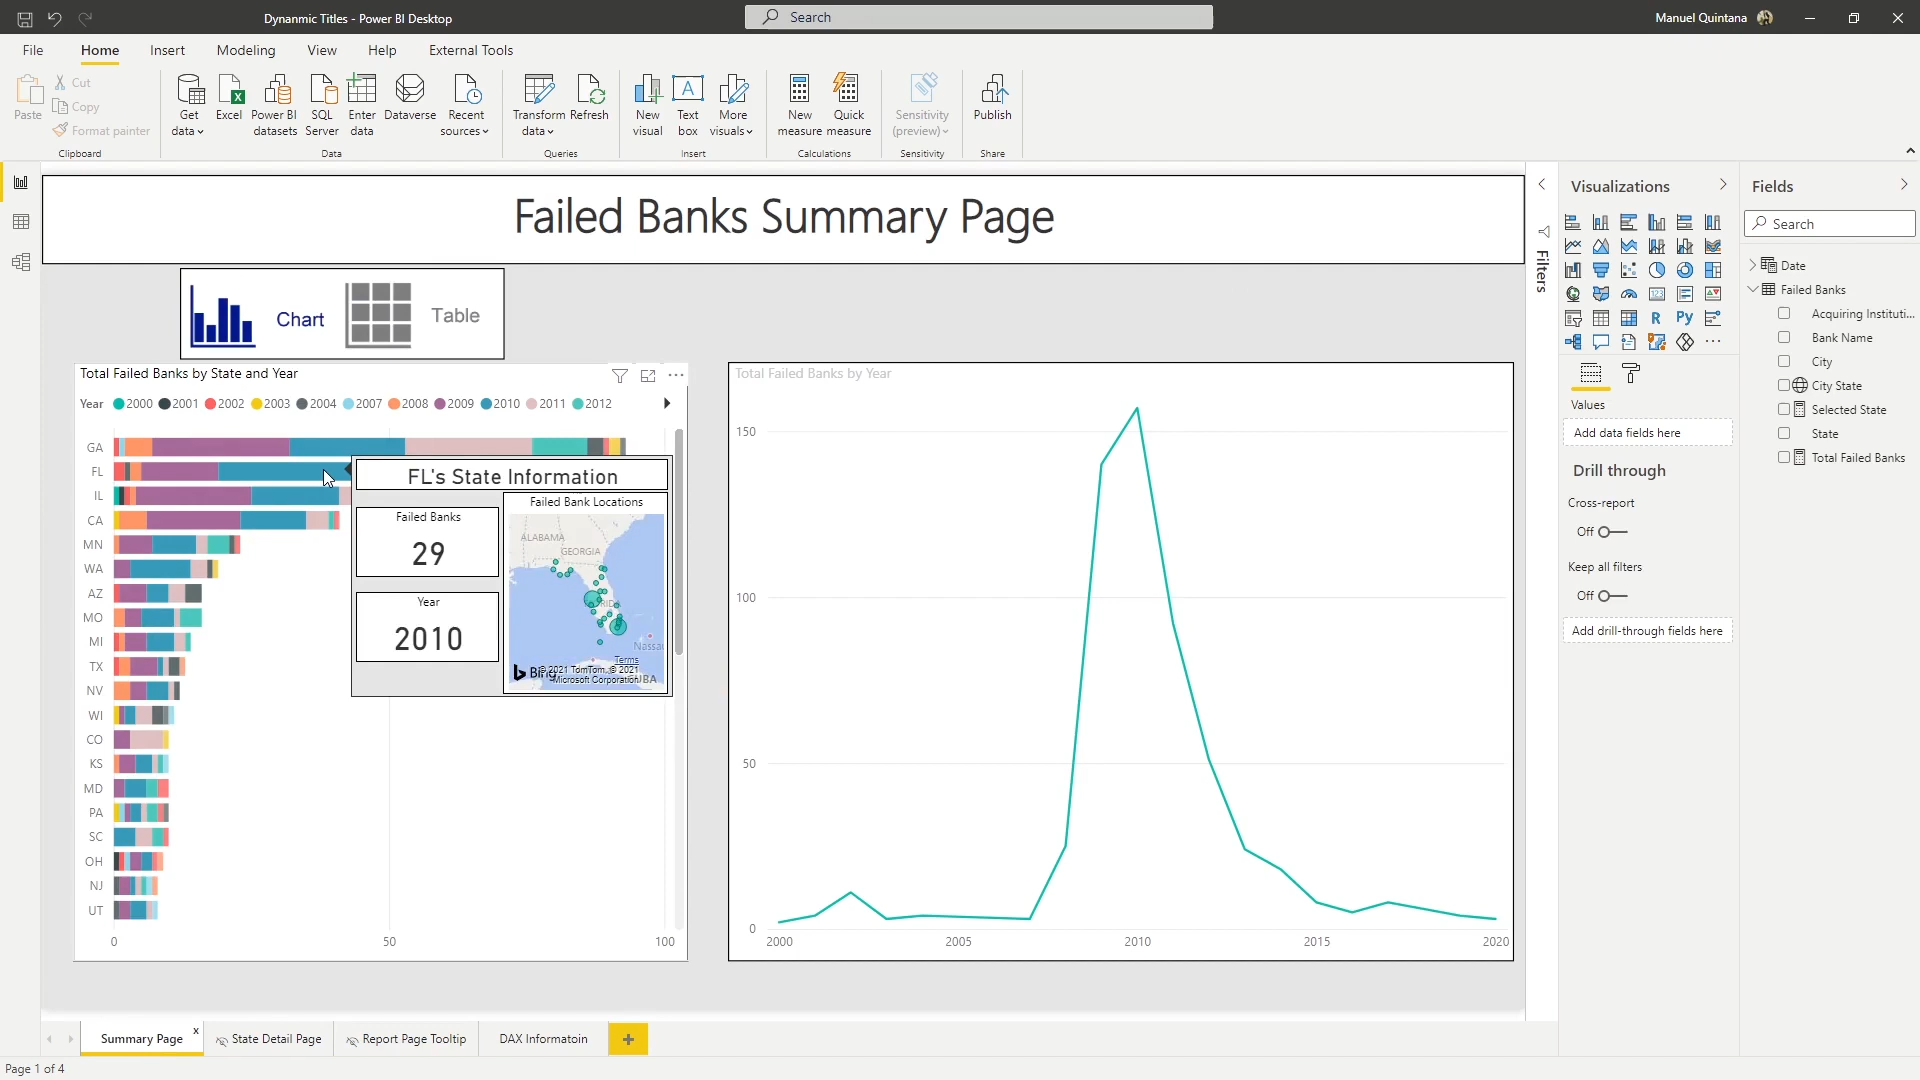 Dynanmic Titles - Power BI Desktop
Search
Manuel Quintana
File
Home
Insert
Modeling
View
Help
External Tools
Paste
Cut
Copy
Format painter
Clipboard
Get data
Excel
Power BI datasets
SQL Server
Enter data
Dataverse
Recent sources
Data
Transform data
Refresh
Queries
New visual
Text box
More visuals
Insert
New measure
Quick measure
Calculations
Sensitivity (preview)
Sensitivity
Publish
Share
Failed Banks Summary Page
Chart
Table
Total Failed Banks by State and Year
Year 2000 2001 2002 2003 2004 2007 2008 2009 2010 2011 2012
GA
FL
IL
CA
MN
WA
AZ
MO
MI
TX
NV
WI
CO
KS
MD
PA
SC
OH
NJ
UT
0 50 100
FL's State Information
Failed Banks
29
Year
2010
Failed Bank Locations
ALABAMA
GEORGIA
Nassau
Bing
© 2021 TomTom, © 2021 Microsoft Corporation
Terms
Total Failed Banks by Year
150
100
50
0
2000 2005 2010 2015 2020
Filters
Visualizations
R
Py
Values
Add data fields here
Drill through
Cross-report
Off
Keep all filters
Off
Add drill-through fields here
Fields
Search
Date
Failed Banks
Acquiring Instituti...
Bank Name
City
City State
Selected State
State
Total Failed Banks
Summary Page
x
State Detail Page
Report Page Tooltip
DAX Informatoin
+
Page 1 of 4